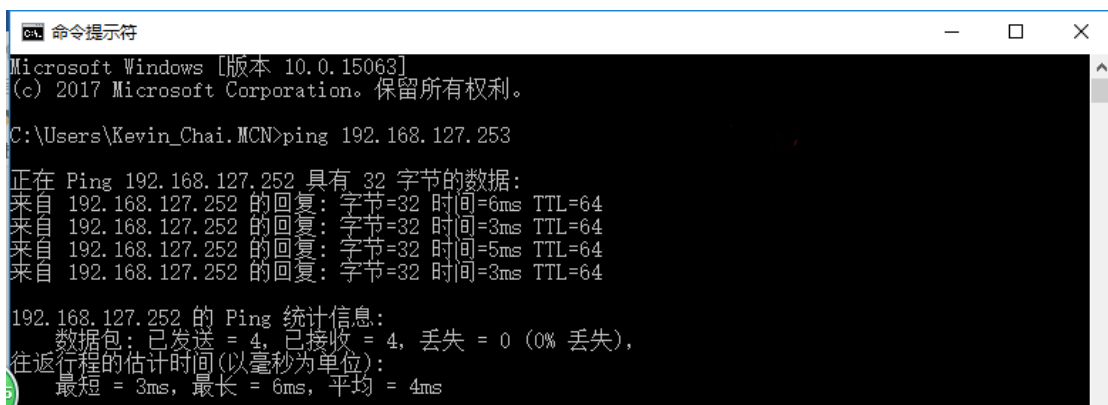 命令提示符
Microsoft Windows [版本 10.0.15063]
(c) 2017 Microsoft Corporation。保留所有权利。
C:\Users\Kevin_Chai.MCN>ping 192.168.127.253
正在 Ping 192.168.127.252 具有 32 字节的数据:
来自 192.168.127.252 的回复: 字节=32 时间=6ms TTL=64
来自 192.168.127.252 的回复: 字节=32 时间=3ms TTL=64
来自 192.168.127.252 的回复: 字节=32 时间=5ms TTL=64
来自 192.168.127.252 的回复: 字节=32 时间=3ms TTL=64
192.168.127.252 的 Ping 统计信息:
数据包: 已发送 = 4，已接收 = 4，丢失 = 0 (0% 丢失)，
往返行程的估计时间(以毫秒为单位):
最短 = 3ms，最长 = 6ms，平均 = 4ms